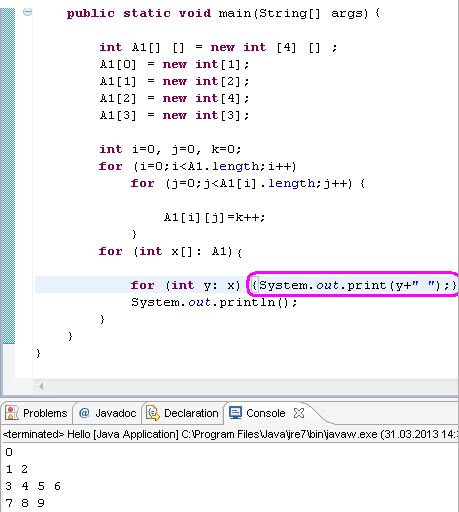 public static void main(String[] args){
int A1[] [] = new int [4] [] ;
A1[0] = new int[1];
A1[1] = new int[2];
A1[2] = new int[4];
A1[3] = new int[3];
int i=0, j=0, k=0;
for (i=0;i<A1.length;i++)
for (j=0;j<A1[i].length;j++) {
A1[i][j]=k++;
}
for (int x[]: A1){
for (int y: x) {System.out.print(y+" ");}
System.out.println();
}
}
}
Problems @ Javadoc Declaration Console
<terminated> Hello [Java Application] C:\Program Files\Java\jre7\bin\javaw.exe (31.03.2013 14:
0
1 2
3 4 5 6
7 8 9